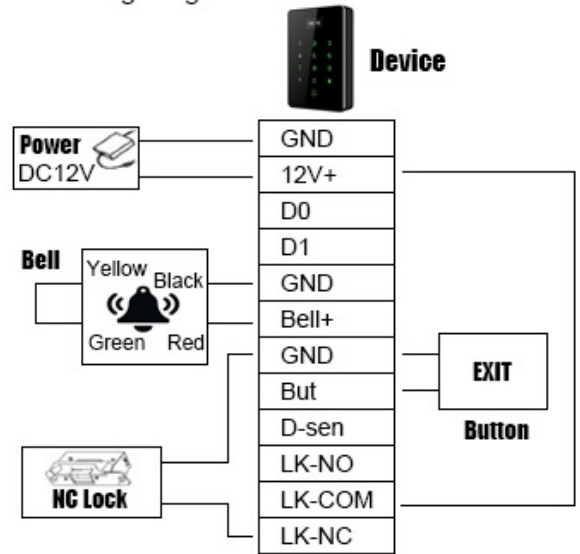 Device
Power
DC12V
GND
12V+
D0
D1
GND
Bell+
GND
But
D-sen
LK-NO
LK-COM
LK-NC
Bell
Yellow
Black
Green
Red
EXIT
Button
NC Lock